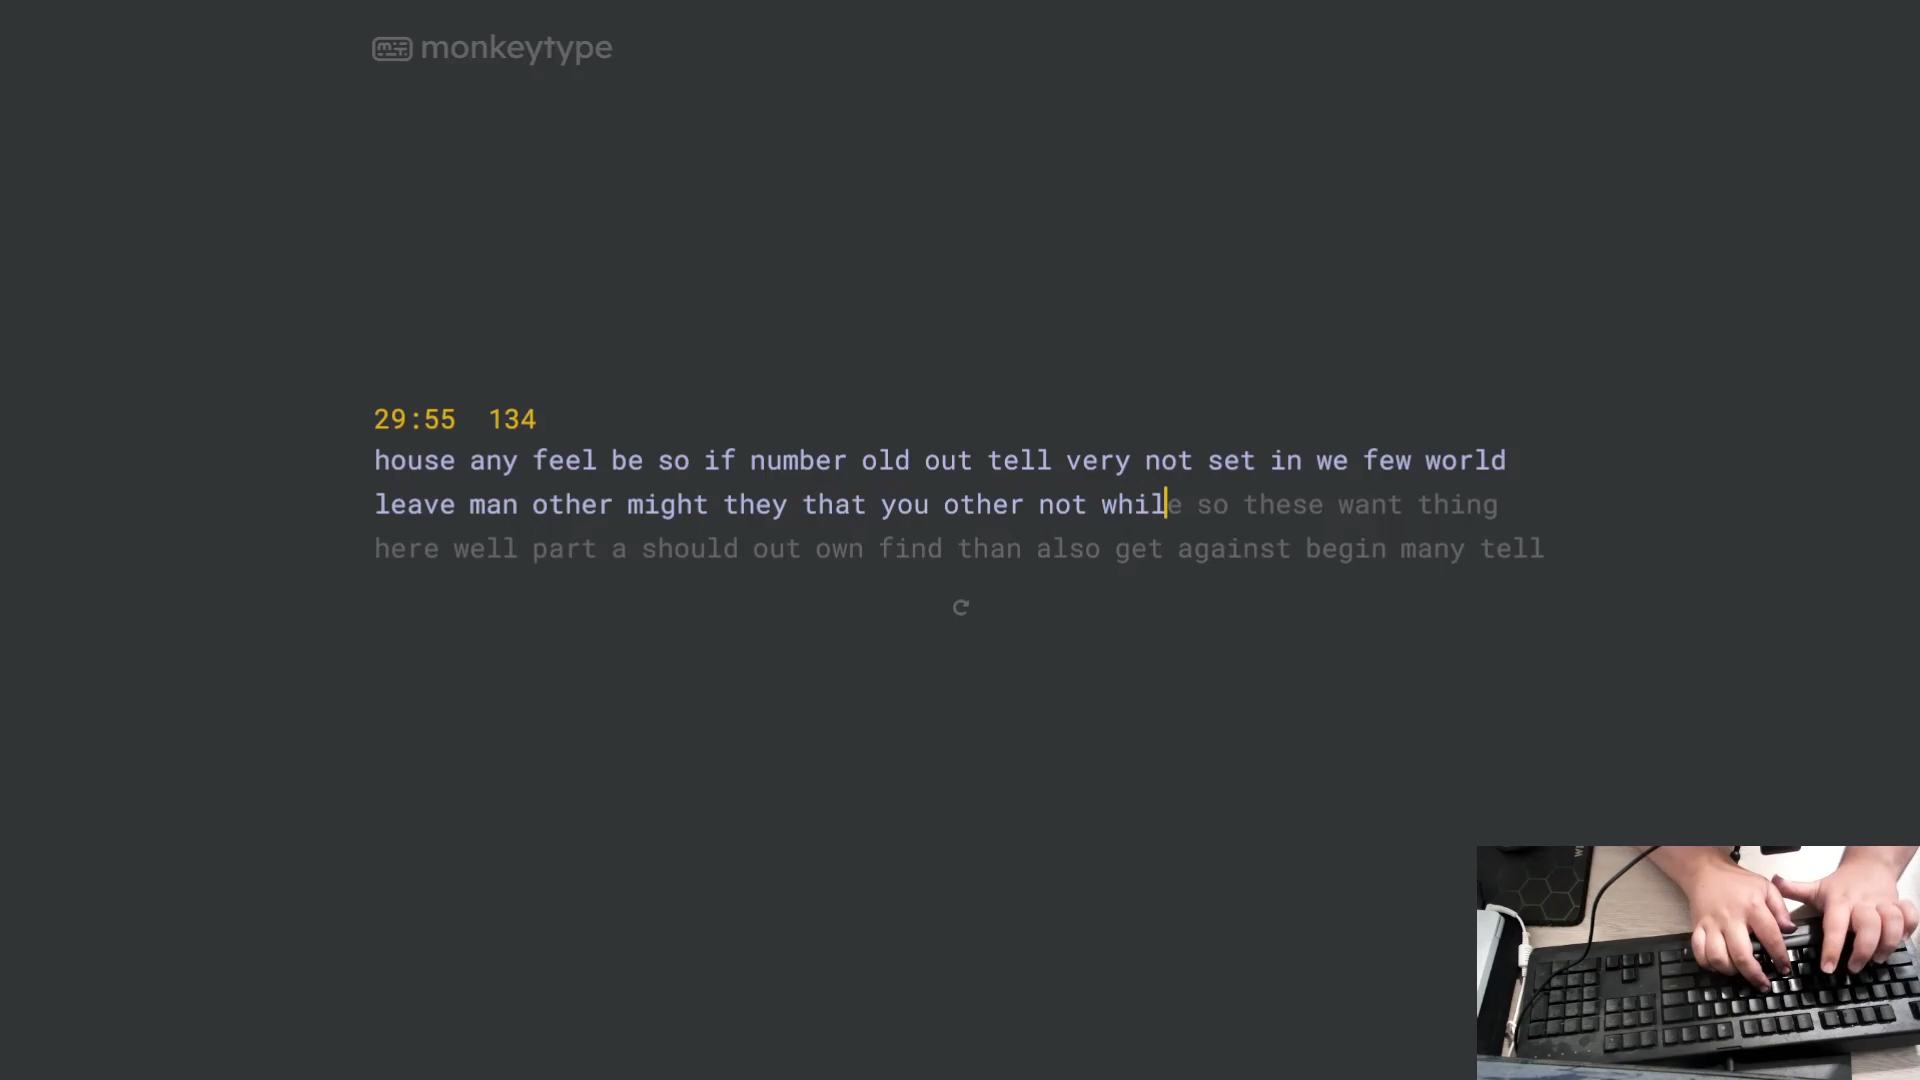 monkeytype
29:55 134
house any feel be so if number old out tell very not set in we few world
leave man other might they that you other not while so these want thing
here well part a should out own find than also get against begin many tell